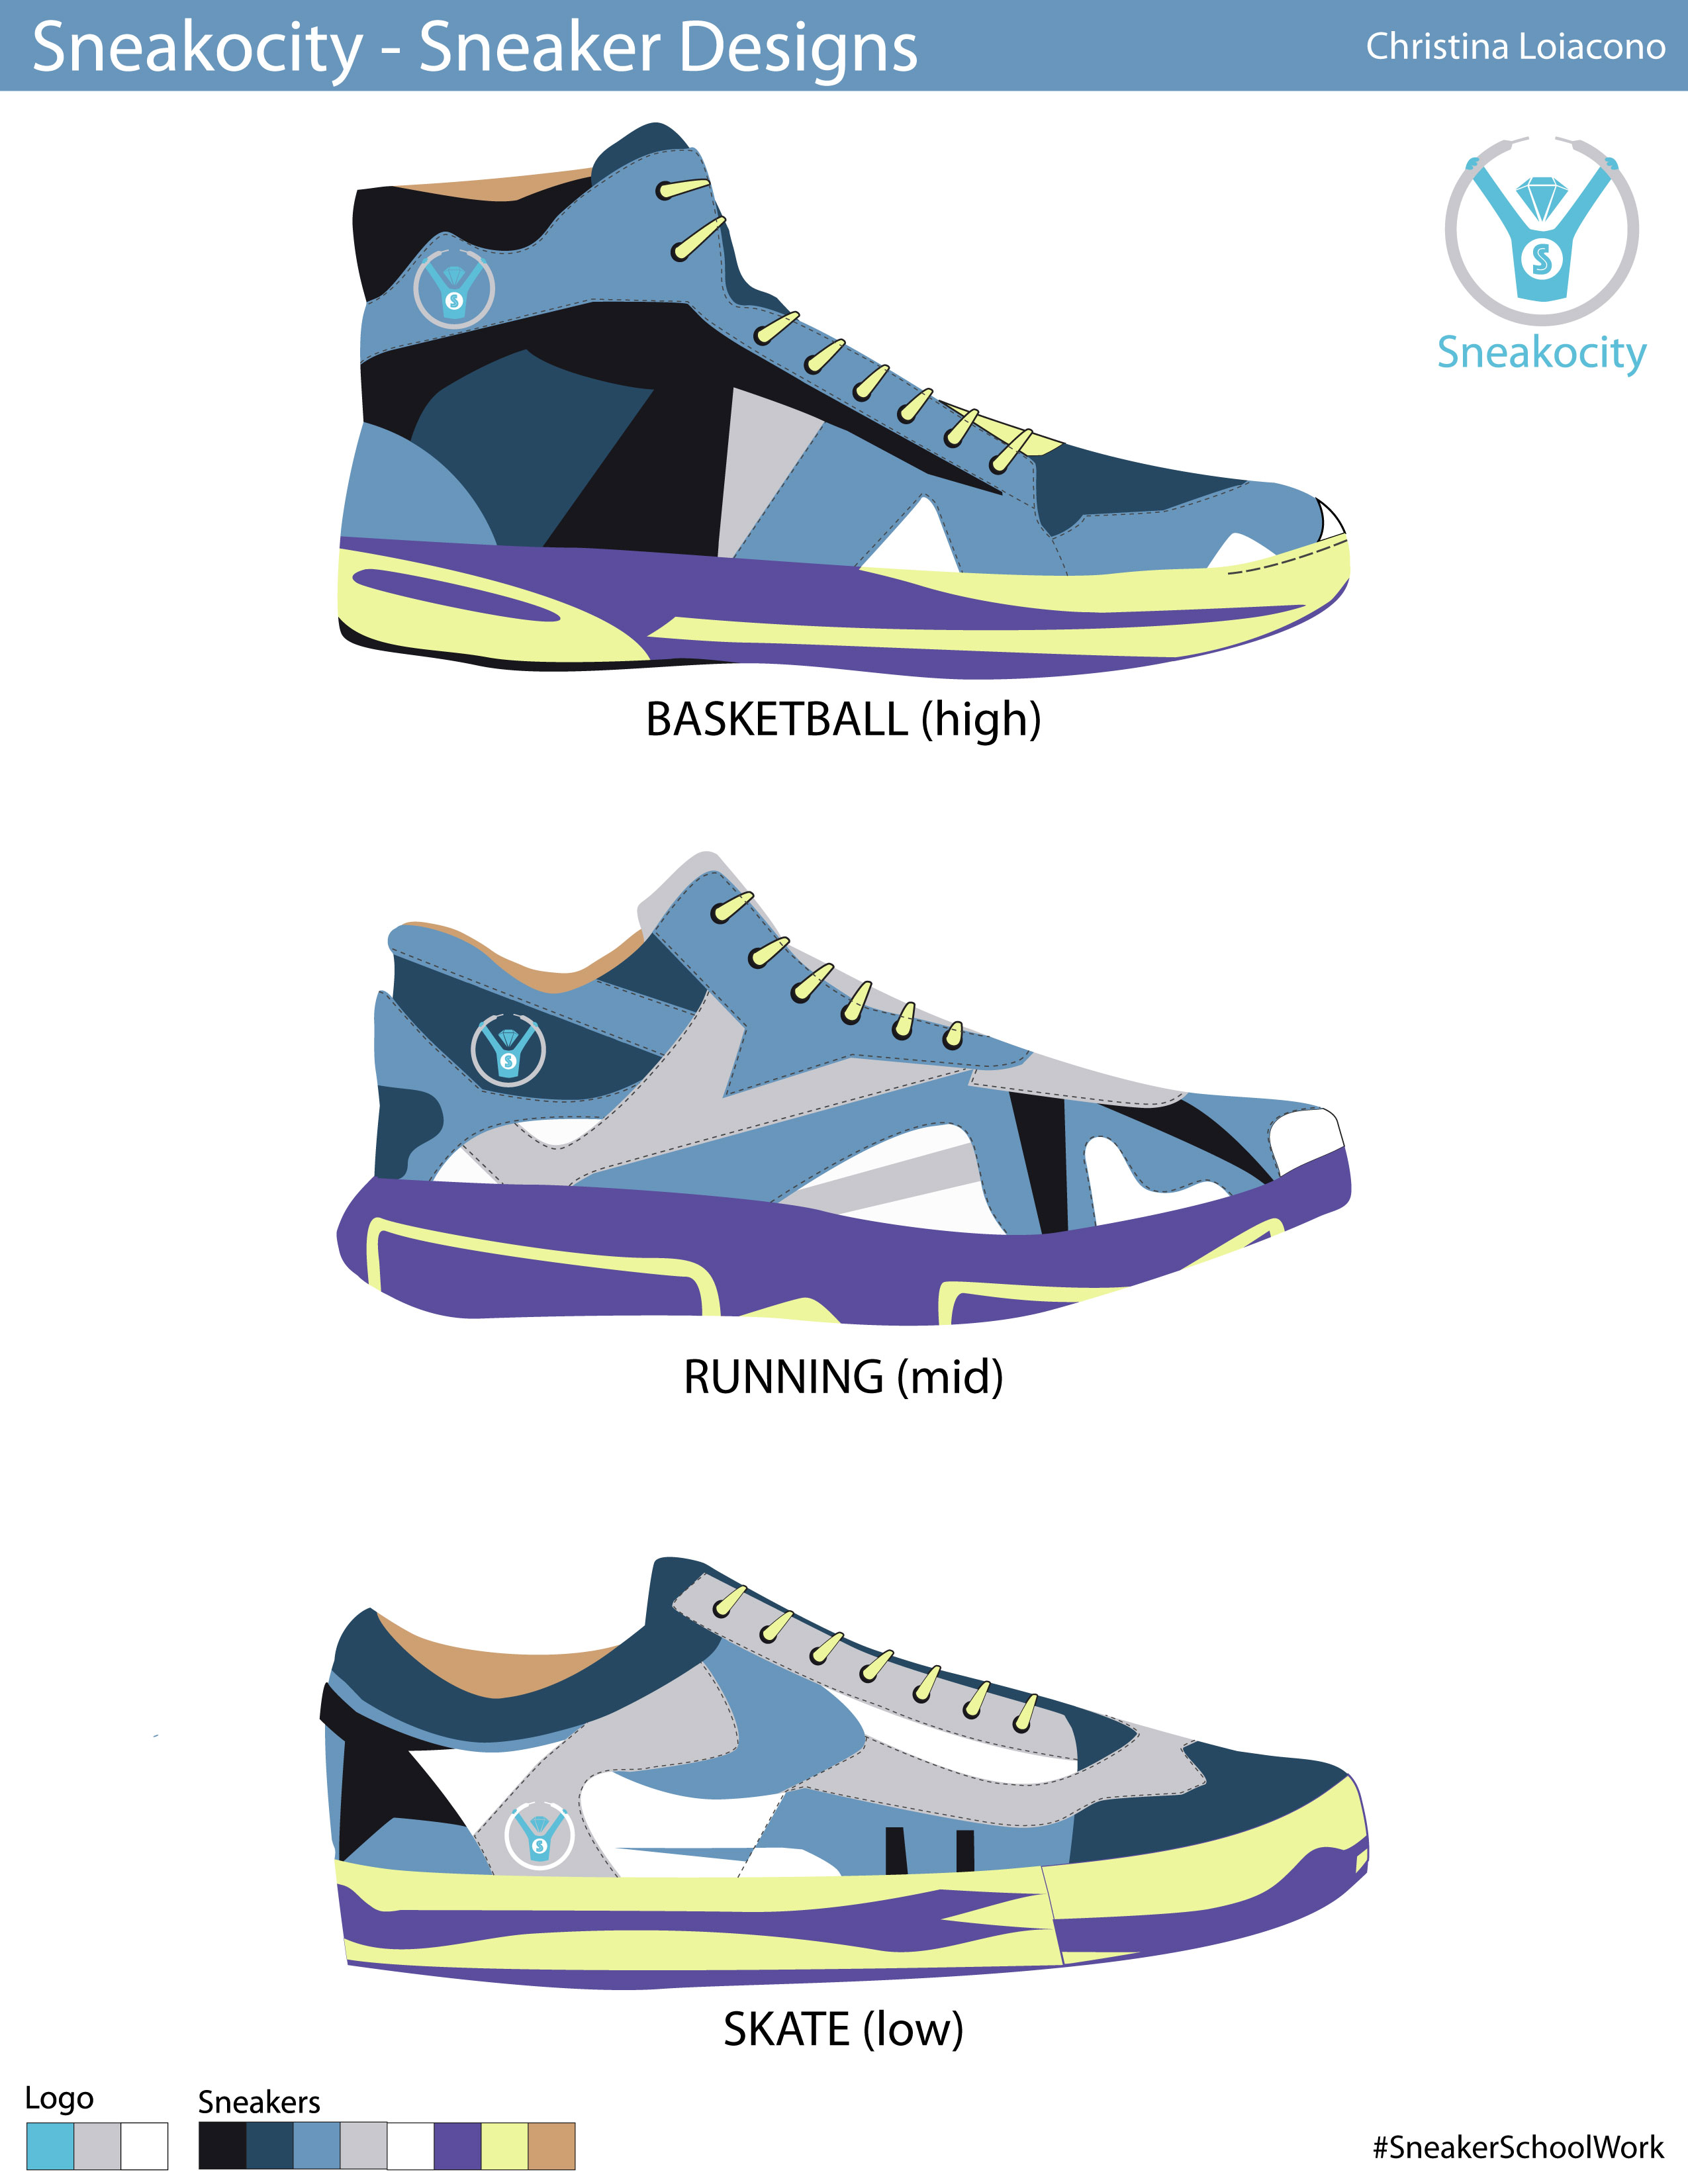 Sneakocity - Sneaker Designs
Christina Loiacono
S
Sneakocity
S
BASKETBALL (high)
S
RUNNING (mid)
S
SKATE (low)
Logo
Sneakers
#SneakerSchoolWork